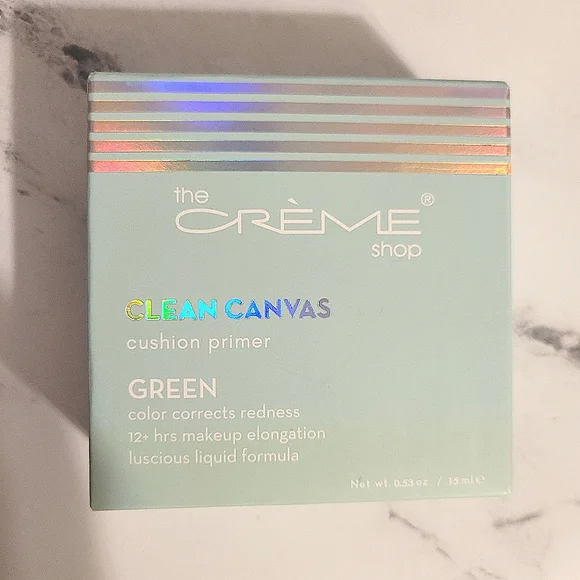 the
CRÈME®
shop
CLEAN CANVAS
cushion primer
GREEN
color corrects redness
12+ hrs makeup elongation
luscious liquid formula
Net wt. 0.53 oz / 15 ml ℮